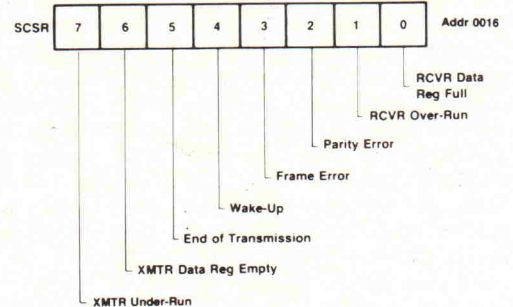 SCSR 7 6 5 4 3 2 1 0 Addr 0016
RCVR Data
Reg Full
RCVR Over-Run
Parity Error
Frame Error
Wake-Up
End of Transmission
XMTR Data Reg Empty
XMTR Under-Run